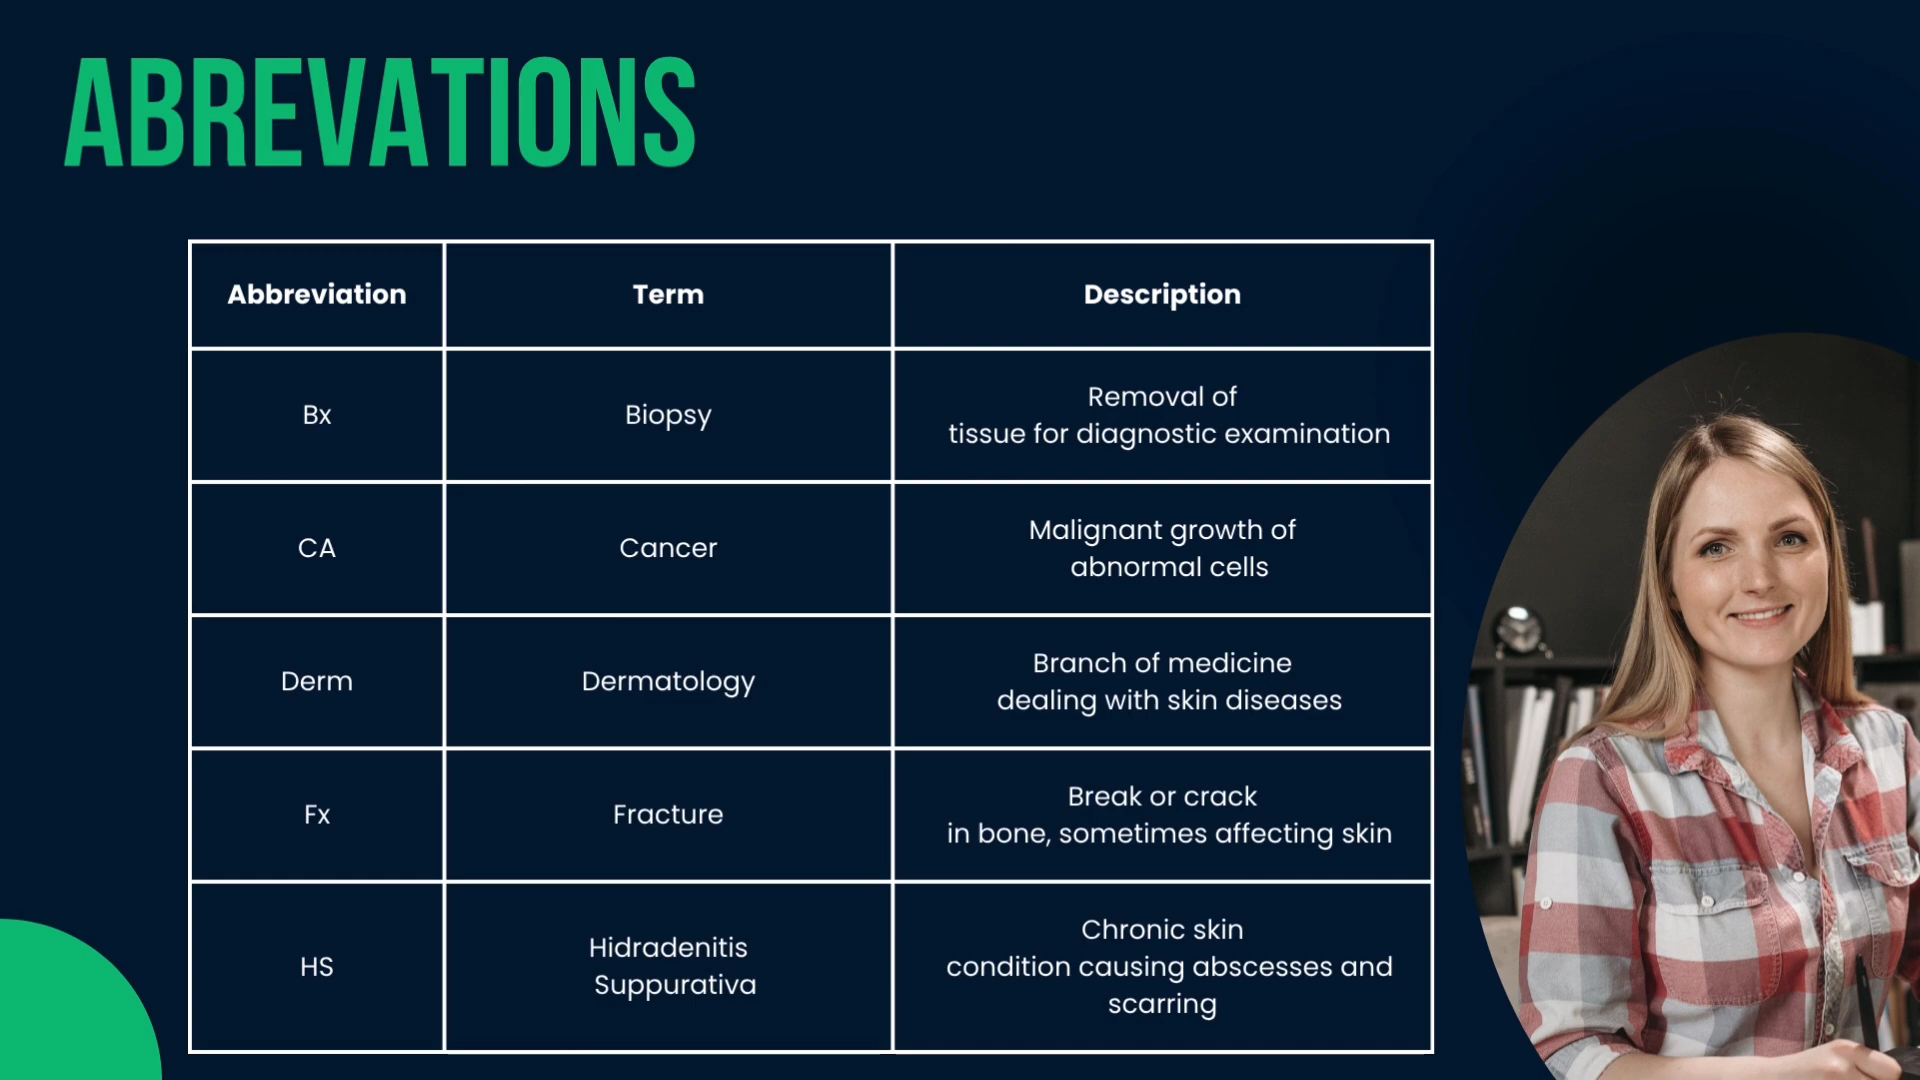 ABREVATIONS
Abbreviation Term Description
Bx Biopsy Removal of
tissue for diagnostic examination
CA Cancer Malignant growth of
abnormal cells
Derm Dermatology Branch of medicine
dealing with skin diseases
Fx Fracture Break or crack
in bone, sometimes affecting skin
HS Hidradenitis
Suppurativa
Chronic skin
condition causing abscesses and
scarring